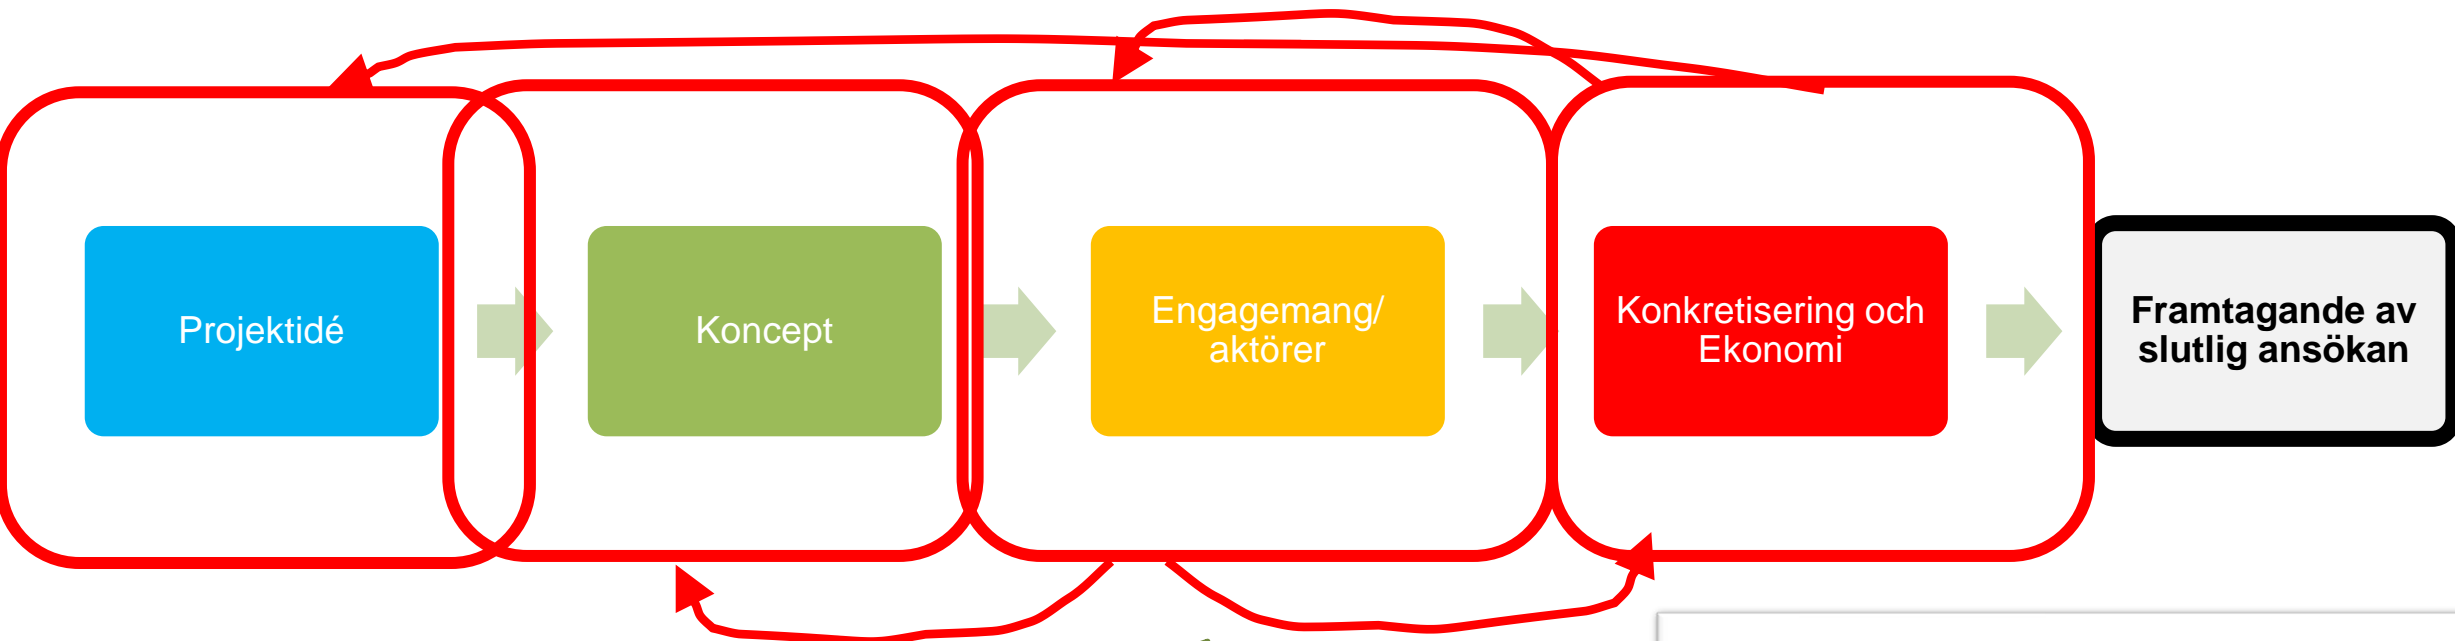 Projektidé
Koncept
Engagemang/
aktörer
Konkretisering och
Ekonomi
Framtagande av
slutlig ansökan